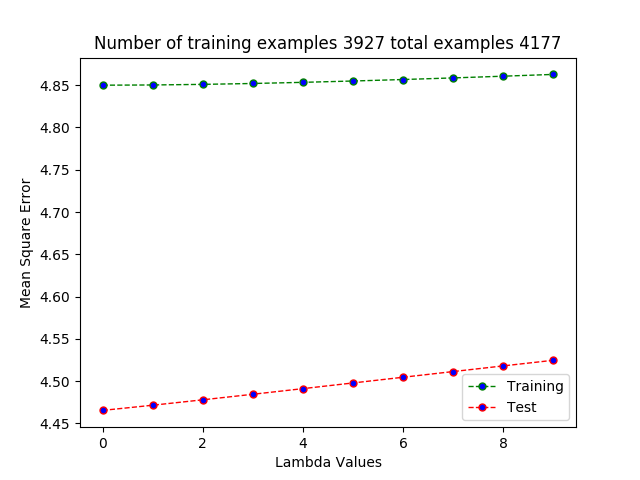 Number of training examples 3927 total examples 4177
4.85
4.80
4.75
4.70
4.65
4.60
4.55
4.50
4.45
Mean Square Error
0 2 4 6 8
Lambda Values
Training
Test